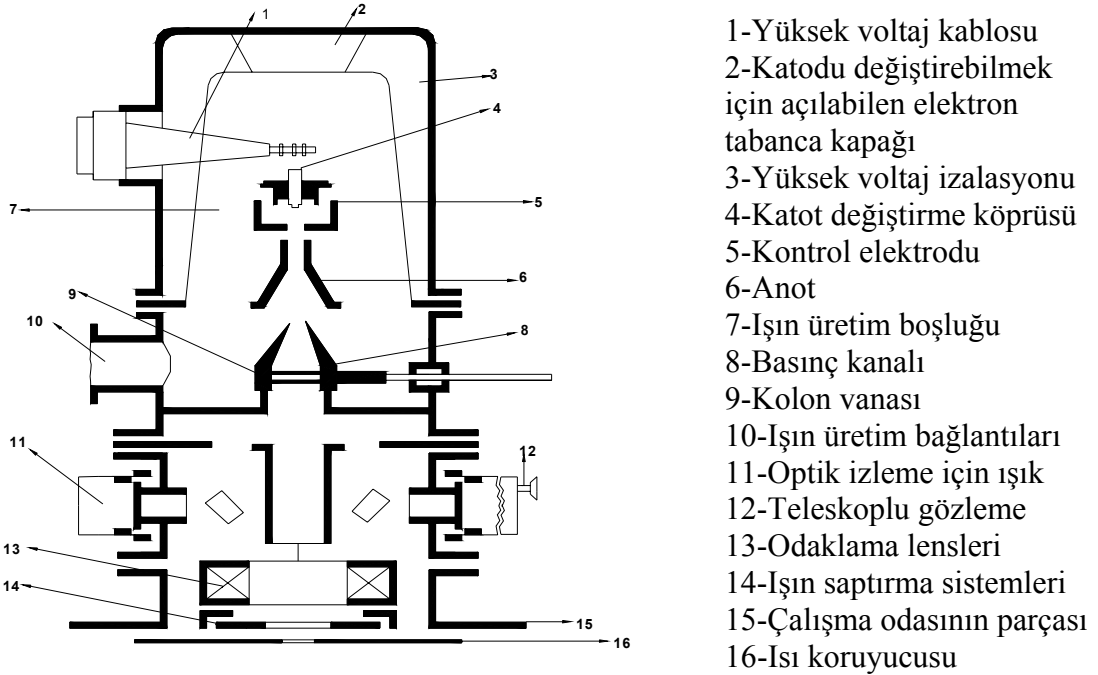 1
2
3
4
5
6
7
8
9
10
11
12
13
14
15
16
1-Yüksek voltaj kablosu
2-Katodu değiştirebilmek
için açılabilen elektron
tabanca kapağı
3-Yüksek voltaj izalasyonu
4-Katot değiştirme köprüsü
5-Kontrol elektrodu
6-Anot
7-Işın üretim boşluğu
8-Basınç kanalı
9-Kolon vanası
10-Işın üretim bağlantıları
11-Optik izleme için ışık
12-Teleskoplu gözleme
13-Odaklama lensleri
14-Işın saptırma sistemleri
15-Çalışma odasının parçası
16-Isı koruyucusu